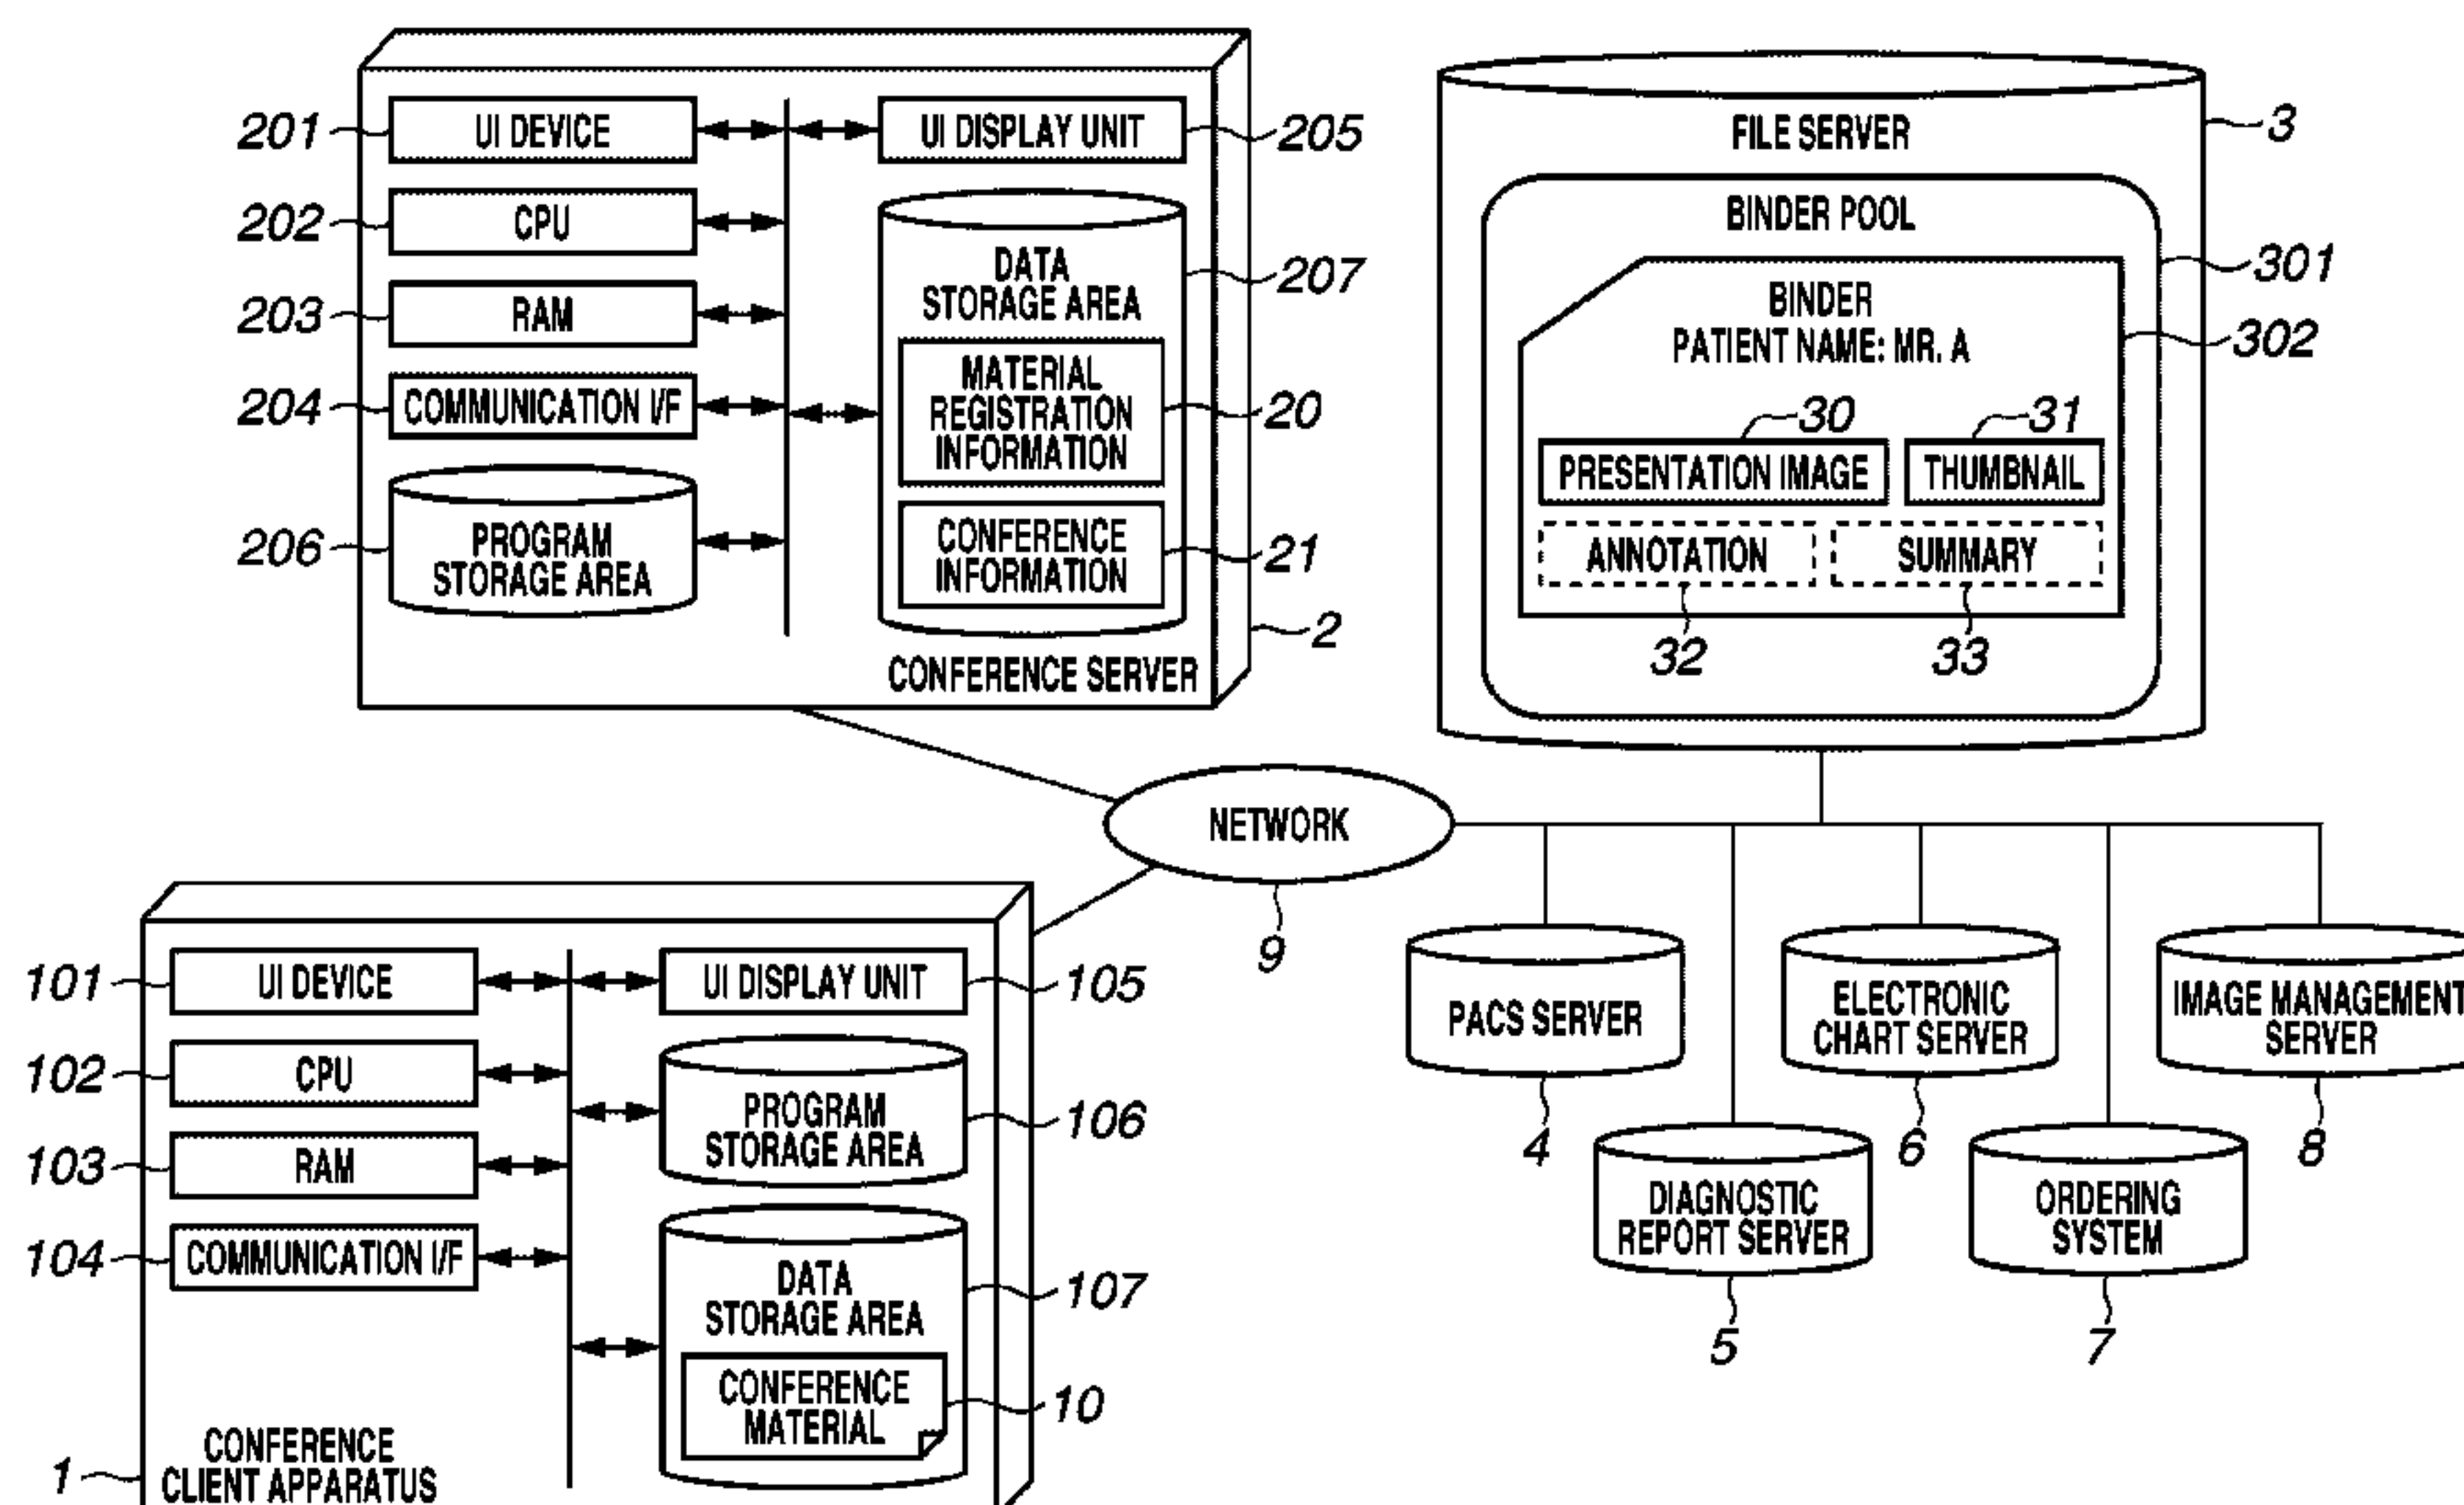 201
UI DEVICE
UI DISPLAY UNIT
205
202
CPU
203
RAM
204
COMMUNICATION I/F
206
PROGRAM
STORAGE AREA
DATA
STORAGE AREA
207
MATERIAL
REGISTRATION
INFORMATION
20
CONFERENCE
INFORMATION
21
2
CONFERENCE SERVER
FILE SERVER
3
BINDER POOL
301
BINDER
PATIENT NAME: MR. A
302
30
31
PRESENTATION IMAGE
THUMBNAIL
ANNOTATION
SUMMARY
32
33
NETWORK
9
101
UI DEVICE
UI DISPLAY UNIT
105
102
CPU
103
RAM
104
COMMUNICATION I/F
PROGRAM
STORAGE AREA
106
DATA
STORAGE AREA
107
CONFERENCE
MATERIAL
10
1
CONFERENCE
CLIENT APPARATUS
PACS SERVER
4
ELECTRONIC
CHART SERVER
6
IMAGE MANAGEMENT
SERVER
8
DIAGNOSTIC
REPORT SERVER
5
ORDERING
SYSTEM
7